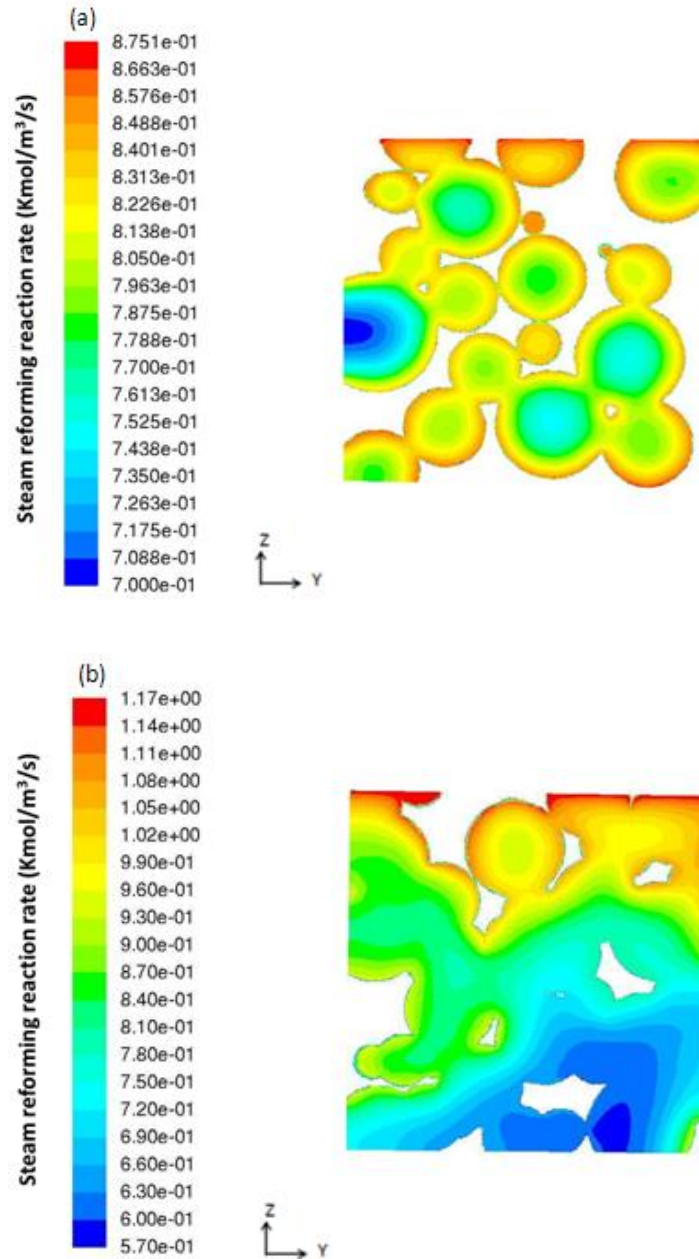 (a)
Steam reforming reaction rate (Kmol/m³/s)
8.751e-01
8.663e-01
8.576e-01
8.488e-01
8.401e-01
8.313e-01
8.226e-01
8.138e-01
8.050e-01
7.963e-01
7.875e-01
7.788e-01
7.700e-01
7.613e-01
7.525e-01
7.438e-01
7.350e-01
7.263e-01
7.175e-01
7.088e-01
7.000e-01
Z
Y
(b)
Steam reforming reaction rate (Kmol/m³/s)
1.17e+00
1.14e+00
1.11e+00
1.08e+00
1.05e+00
1.02e+00
9.90e-01
9.60e-01
9.30e-01
9.00e-01
8.70e-01
8.40e-01
8.10e-01
7.80e-01
7.50e-01
7.20e-01
6.90e-01
6.60e-01
6.30e-01
6.00e-01
5.70e-01
Z
Y